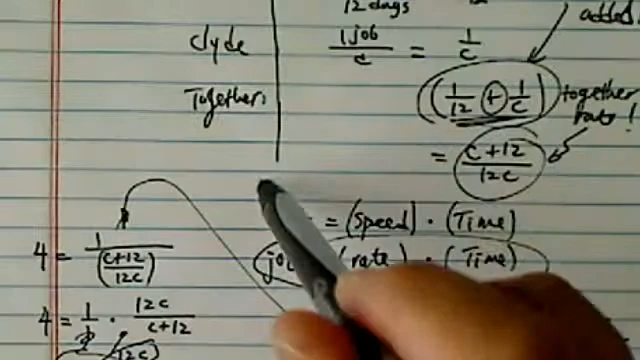 12 days 12
added.
Clyde 1 job / c = 1 / c
Together: (1/12 + 1/c) together rate!
= c+12 / 12c
= (speed) · (Time)
4 = 1 / (c+12 / 12c) (rate) · (Time)
4 = 1/1 · 12c / c+12
12c